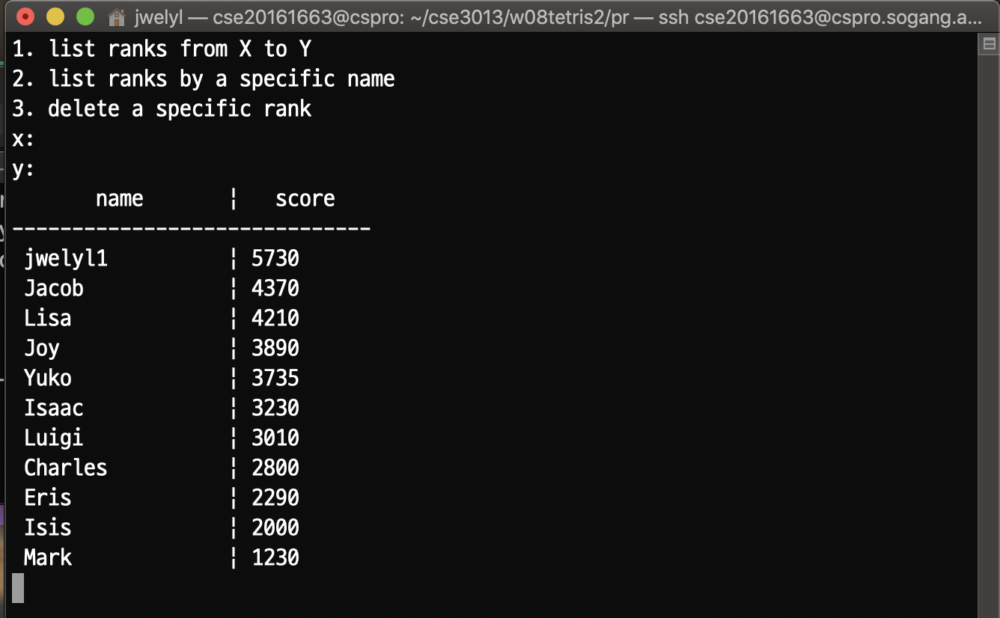 jwelyl — cse20161663@cspro: ~/cse3013/w08tetris2/pr — ssh cse20161663@cspro.sogang.a...
1. list ranks from X to Y
2. list ranks by a specific name
3. delete a specific rank
x:
y:
name | score
------------------------------
jwelyl1 | 5730
Jacob | 4370
Lisa | 4210
Joy | 3890
Yuko | 3735
Isaac | 3230
Luigi | 3010
Charles | 2800
Eris | 2290
Isis | 2000
Mark | 1230